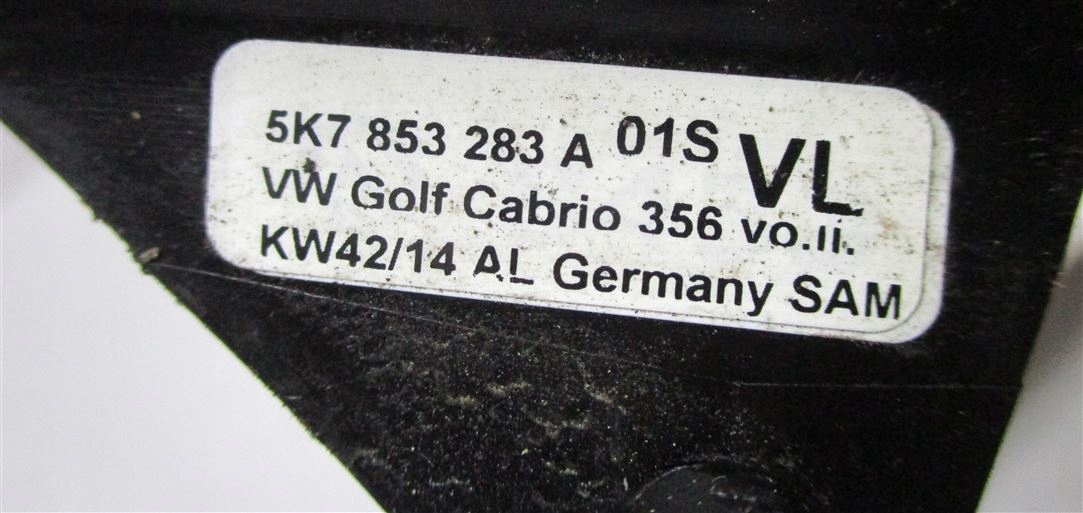 5K7 853 283 A 01S VL
VW Golf Cabrio 356 vo.li.
KW42/14 AL Germany SAM